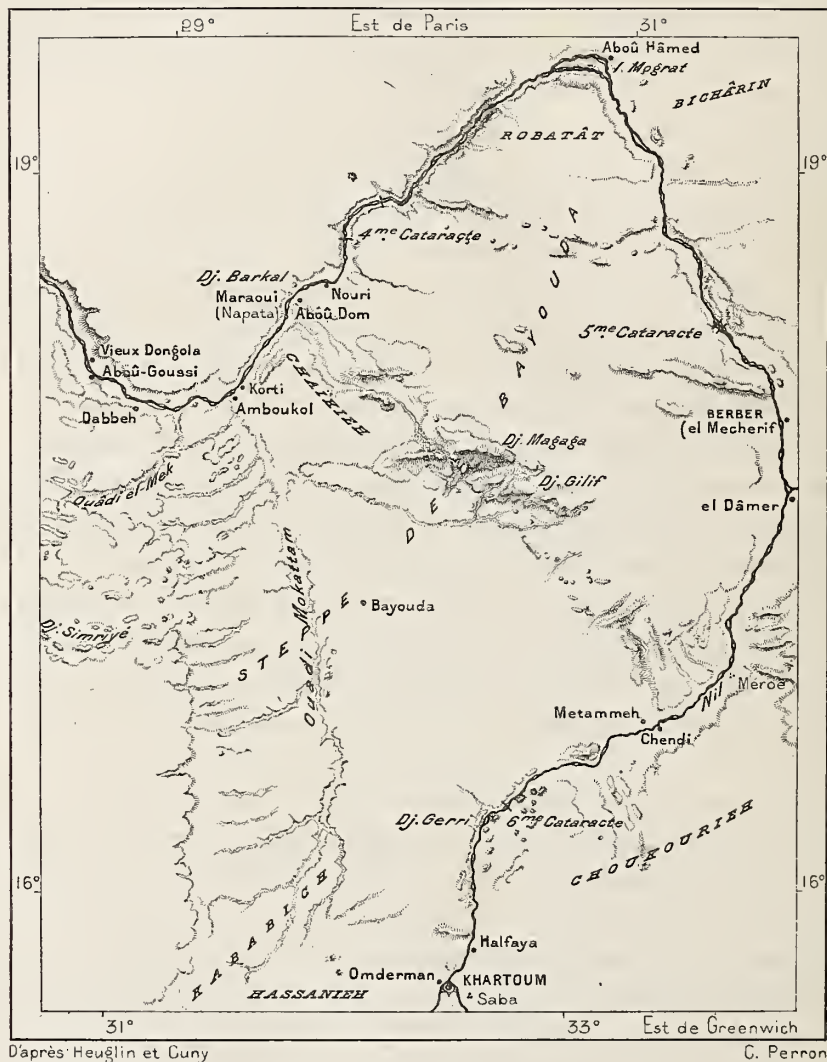 29° Est de Paris 31°
Aboû Hâmed
I. Mograt
BICHÂRIN
ROBATÂT
19° 19°
4me Cataracte
Dj. Barkal
Maraoui
(Napata)
Nouri
Aboû Dom
5me Cataracte
Vieux Dongola
Aboû-Goussi
Korti
Amboukol
Dabbeh
CHAÏKIEH
BERBER
(el Mecherif
Dj. Magaga
Dj. Gilif
Ouâdi el-Mek
el Dâmer
STEPPE DE BAYOUDA
Ouâdi Mokâttam
Bayouda
Dj. Simriyé
Nil
Méroé
Metammeh
Chendi
Dj. Gerri
6me Cataracte
CHOUKOURIEH
16° 16°
KABABICH
Halfaya
Omderman
KHARTOUM
Saba
HASSANIEH
31° 33° Est de Greenwich
D'après Heuglin et Cuny
C. Perron